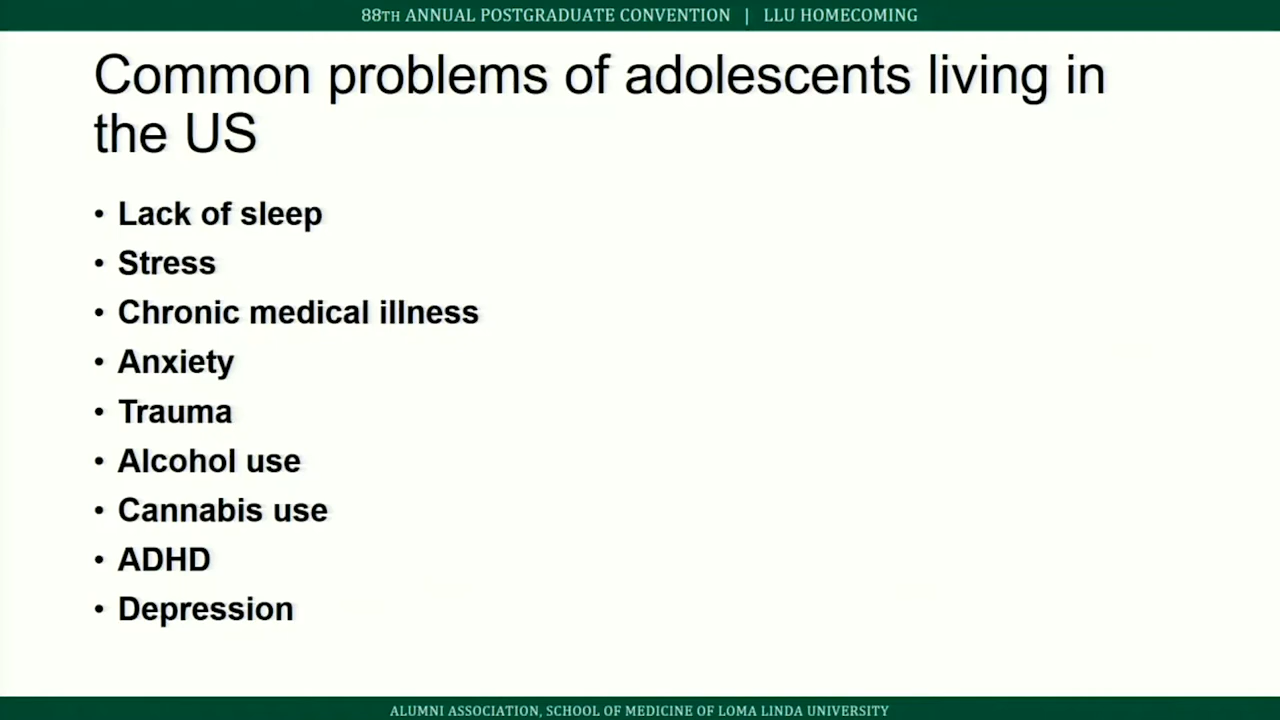 88TH ANNUAL POSTGRADUATE CONVENTION | LLU HOMECOMING
Common problems of adolescents living in
the US
• Lack of sleep
• Stress
• Chronic medical illness
• Anxiety
• Trauma
• Alcohol use
• Cannabis use
• ADHD
• Depression
ALUMNI ASSOCIATION, SCHOOL OF MEDICINE OF LOMA LINDA UNIVERSITY